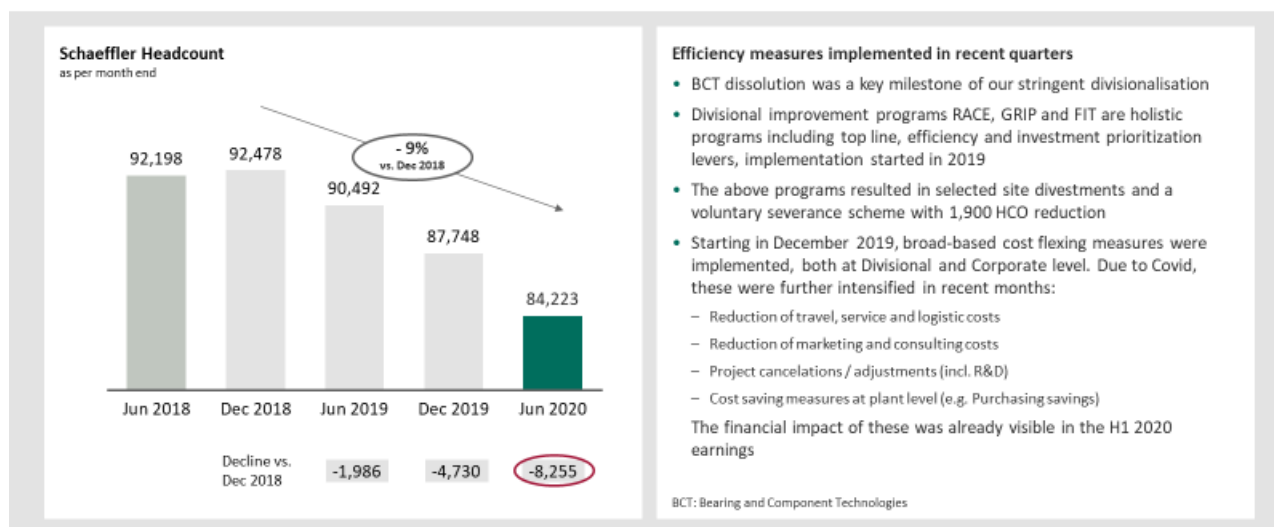 Schaeffler Headcount
as per month end
- 9%
vs. Dec 2018
92,198
92,478
90,492
87,748
84,223
Jun 2018
Dec 2018
Jun 2019
Dec 2019
Jun 2020
Decline vs.
Dec 2018
-1,986
-4,730
-8,255
Efficiency measures implemented in recent quarters
• BCT dissolution was a key milestone of our stringent divisionalisation
• Divisional improvement programs RACE, GRIP and FIT are holistic
programs including top line, efficiency and investment prioritization
levers, implementation started in 2019
• The above programs resulted in selected site divestments and a
voluntary severance scheme with 1,900 HCO reduction
• Starting in December 2019, broad-based cost flexing measures were
implemented, both at Divisional and Corporate level. Due to Covid,
these were further intensified in recent months:
– Reduction of travel, service and logistic costs
– Reduction of marketing and consulting costs
– Project cancelations / adjustments (incl. R&D)
– Cost saving measures at plant level (e.g. Purchasing savings)
The financial impact of these was already visible in the H1 2020
earnings
BCT: Bearing and Component Technologies